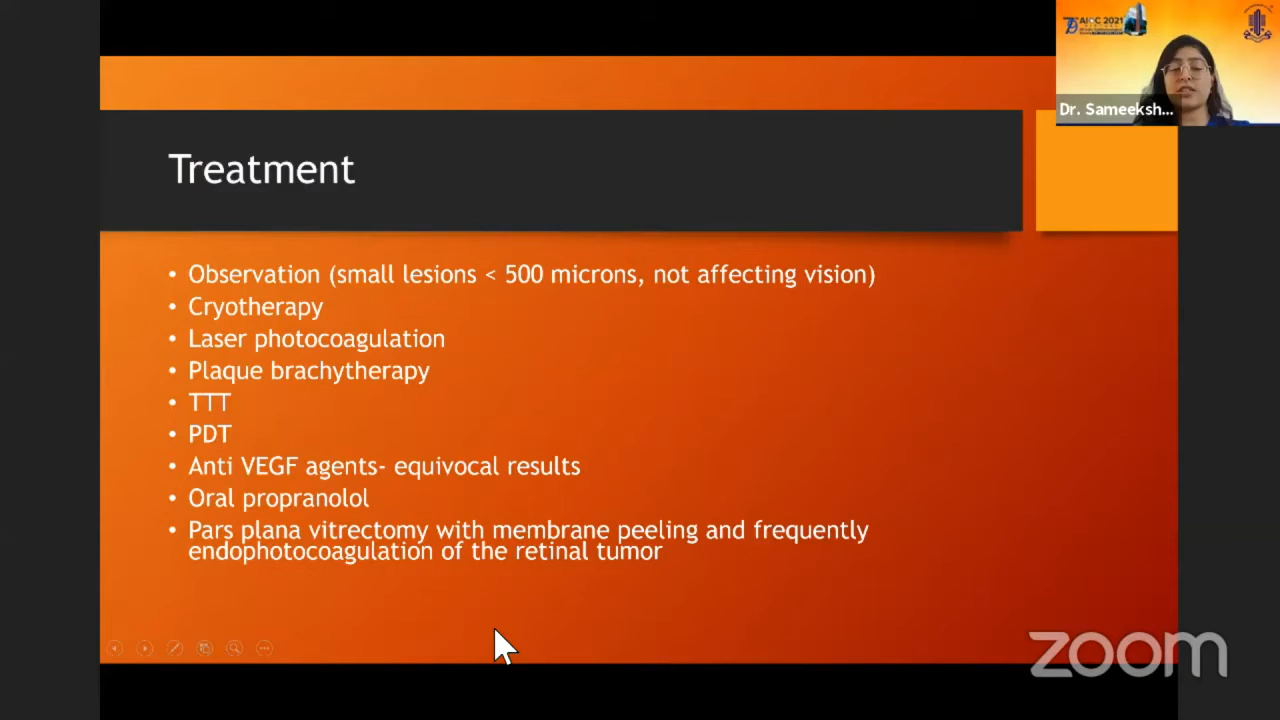 AIOC 2021
Dr. Sameeksh...
Treatment
• Observation (small lesions < 500 microns, not affecting vision)
• Cryotherapy
• Laser photocoagulation
• Plaque brachytherapy
• TTT
• PDT
• Anti VEGF agents- equivocal results
• Oral propranolol
• Pars plana vitrectomy with membrane peeling and frequently
endophotocoagulation of the retinal tumor
zoom